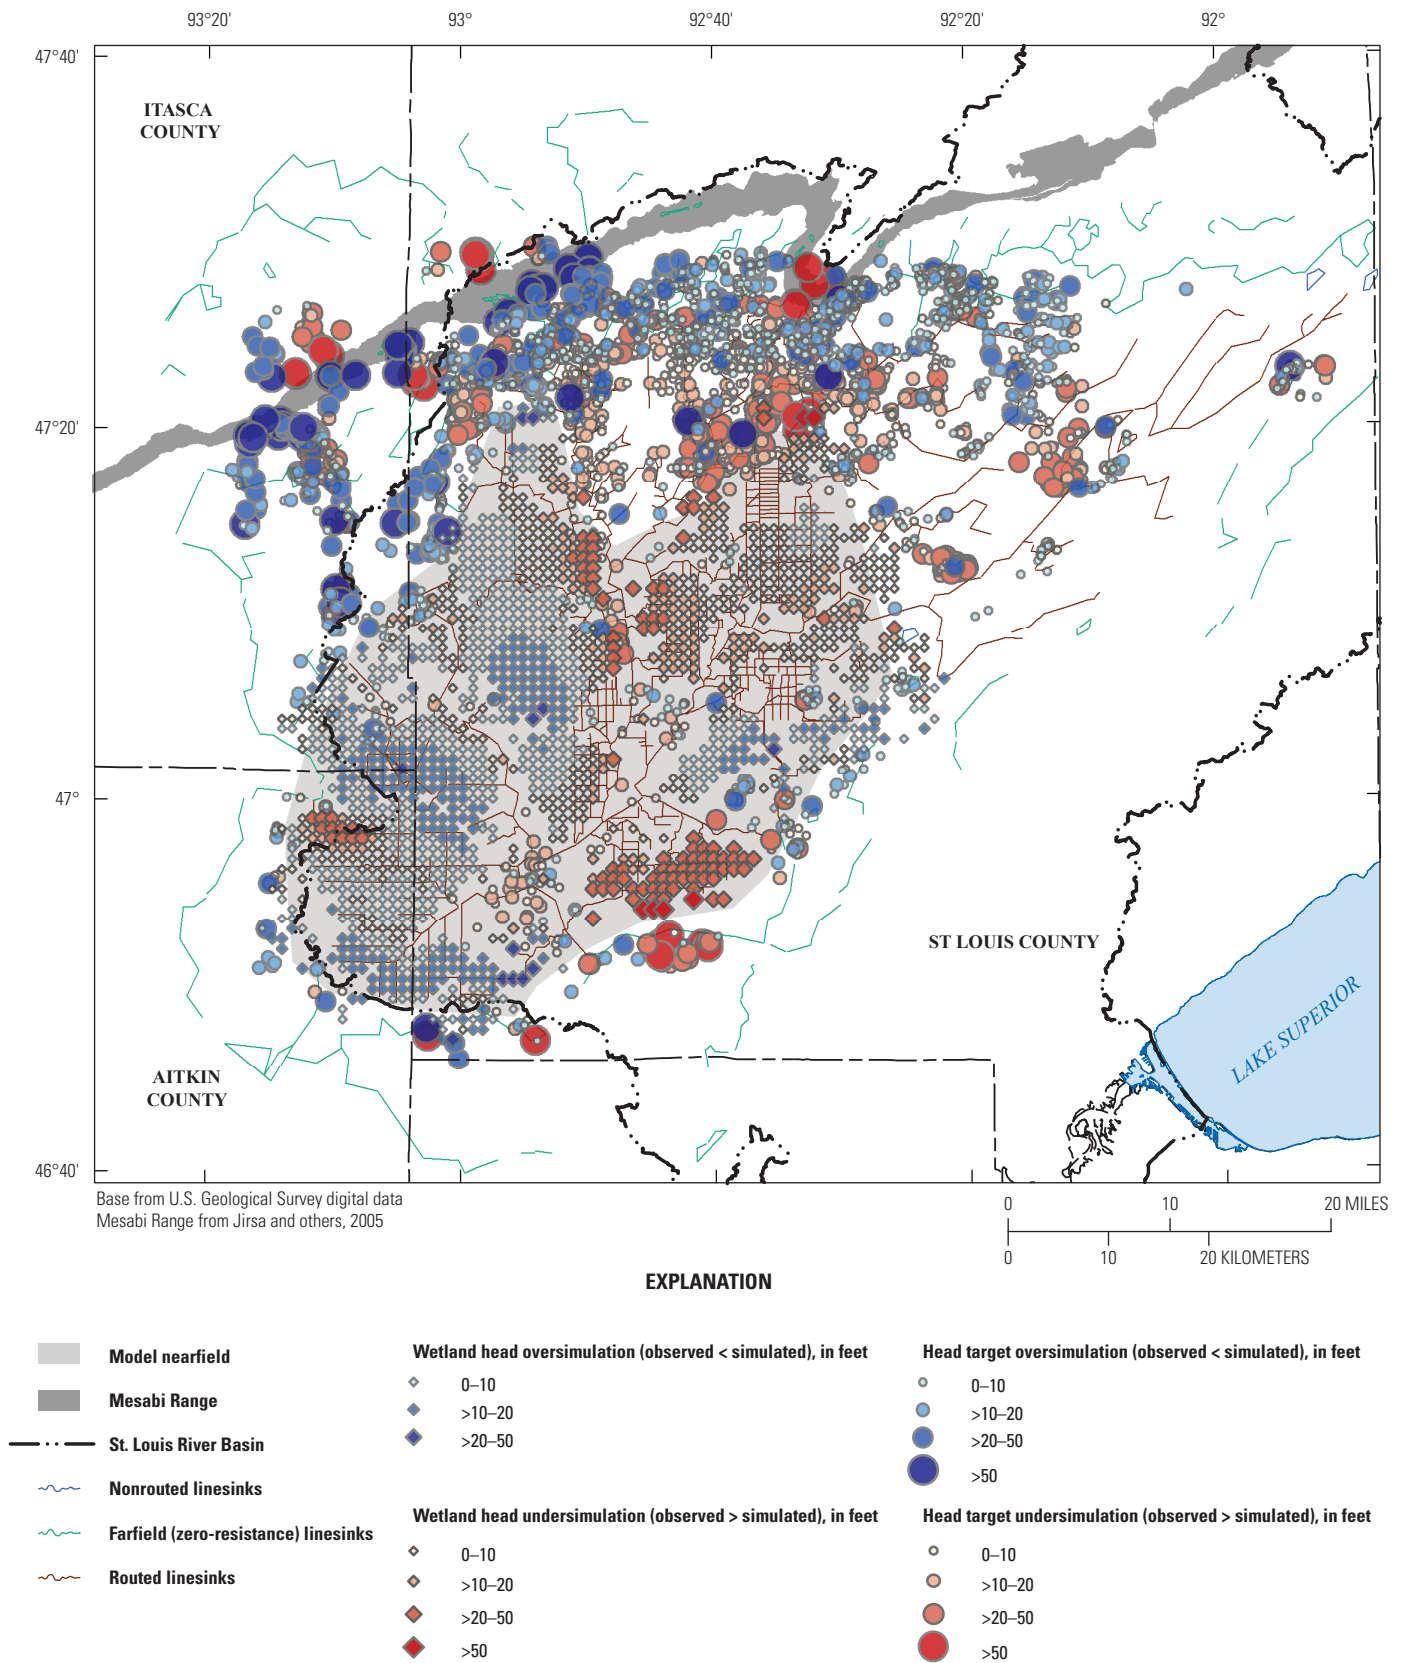 93°20'
93°
92°40'
92°20'
92°
47°40'
47°20'
47°
46°40'
ITASCA
COUNTY
ST LOUIS COUNTY
LAKE SUPERIOR
AITKIN
COUNTY
Base from U.S. Geological Survey digital data
Mesabi Range from Jirsa and others, 2005
0
10
20 MILES
0
10
20 KILOMETERS
EXPLANATION
Model nearfield
Mesabi Range
St. Louis River Basin
Nonrouted linesinks
Farfield (zero-resistance) linesinks
Routed linesinks
Wetland head oversimulation (observed < simulated), in feet
0–10
>10–20
>20–50
Wetland head undersimulation (observed > simulated), in feet
0–10
>10–20
>20–50
>50
Head target oversimulation (observed < simulated), in feet
0–10
>10–20
>20–50
>50
Head target undersimulation (observed > simulated), in feet
0–10
>10–20
>20–50
>50